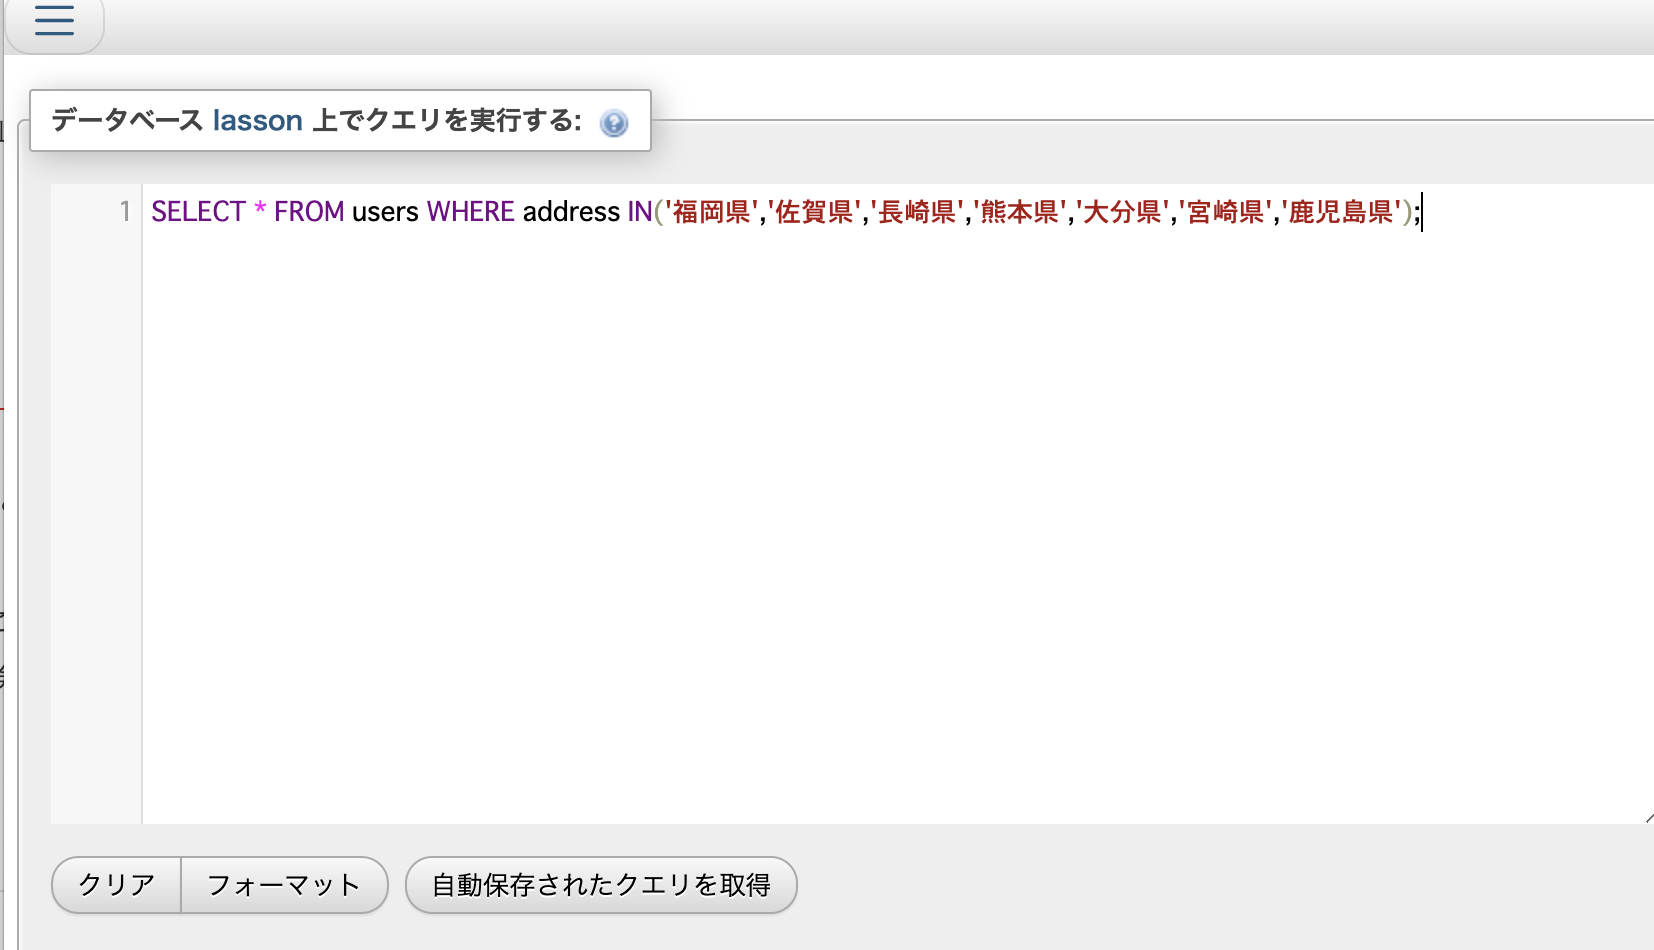 データベース lasson 上でクエリを実行する:
1 SELECT * FROM users WHERE address IN('福岡県','佐賀県','長崎県','熊本県','大分県','宮崎県','鹿児島県');
クリア フォーマット 自動保存されたクエリを取得